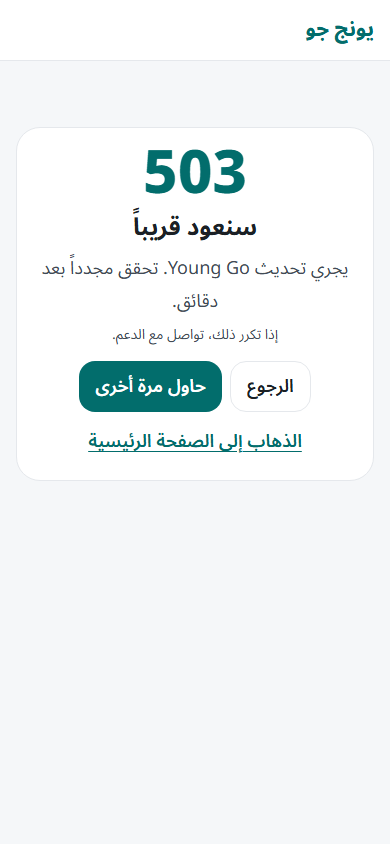 يونج جو
503
سنعود قريباً
يجري تحديث Young Go. تحقق مجدداً بعد
دقائق.
إذا تكرر ذلك، تواصل مع الدعم.
الرجوع
حاول مرة أخرى
الذهاب إلى الصفحة الرئيسية